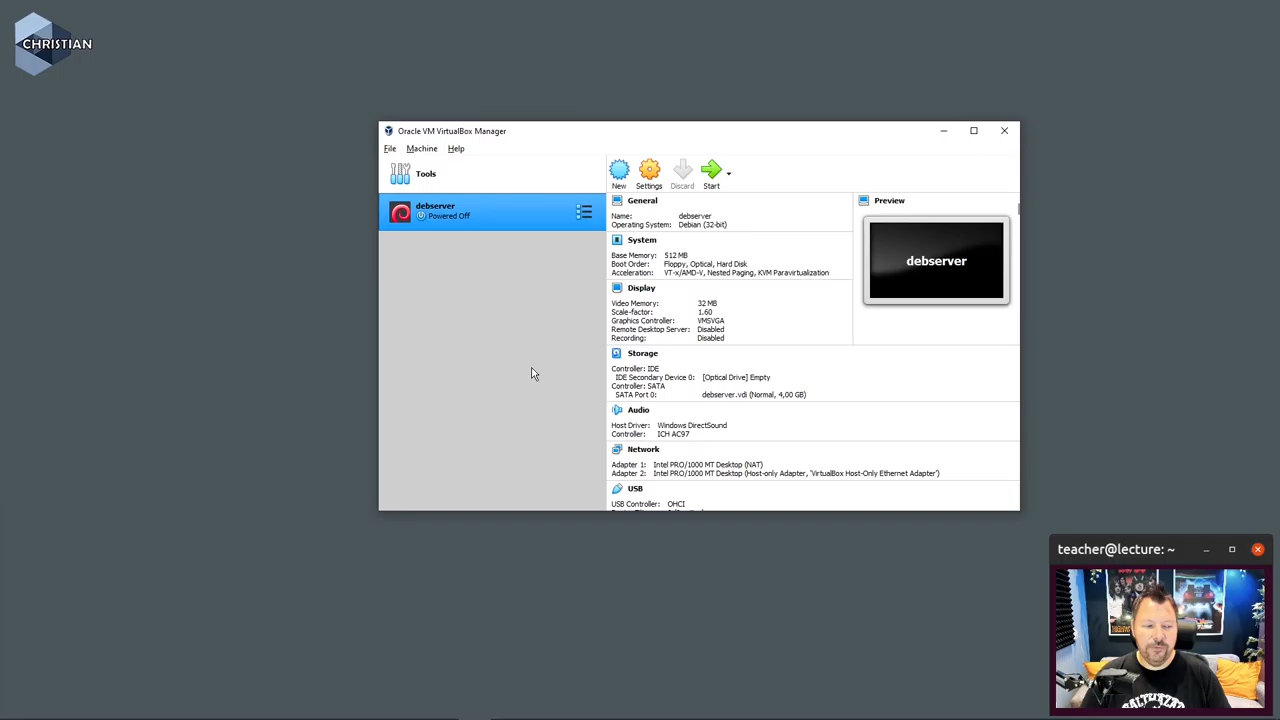 CHRISTIAN
Oracle VM VirtualBox Manager
File Machine Help
Tools
New Settings Discard Start
debserver
Powered Off
General
Name: debserver
Operating System: Debian (32-bit)
System
Base Memory: 512 MB
Boot Order: Floppy, Optical, Hard Disk
Acceleration: VT-x/AMD-V, Nested Paging, KVM Paravirtualization
Preview
debserver
Display
Video Memory: 32 MB
Scale-factor: 1.60
Graphics Controller: VMSVGA
Remote Desktop Server: Disabled
Recording: Disabled
Storage
Controller: IDE
IDE Secondary Device 0: [Optical Drive] Empty
Controller: SATA
SATA Port 0: debserver.vdi (Normal, 4,00 GB)
Audio
Host Driver: Windows DirectSound
Controller: ICH AC97
Network
Adapter 1: Intel PRO/1000 MT Desktop (NAT)
Adapter 2: Intel PRO/1000 MT Desktop (Host-only Adapter, 'VirtualBox Host-Only Ethernet Adapter')
USB
USB Controller: OHCI
teacher@lecture: ~